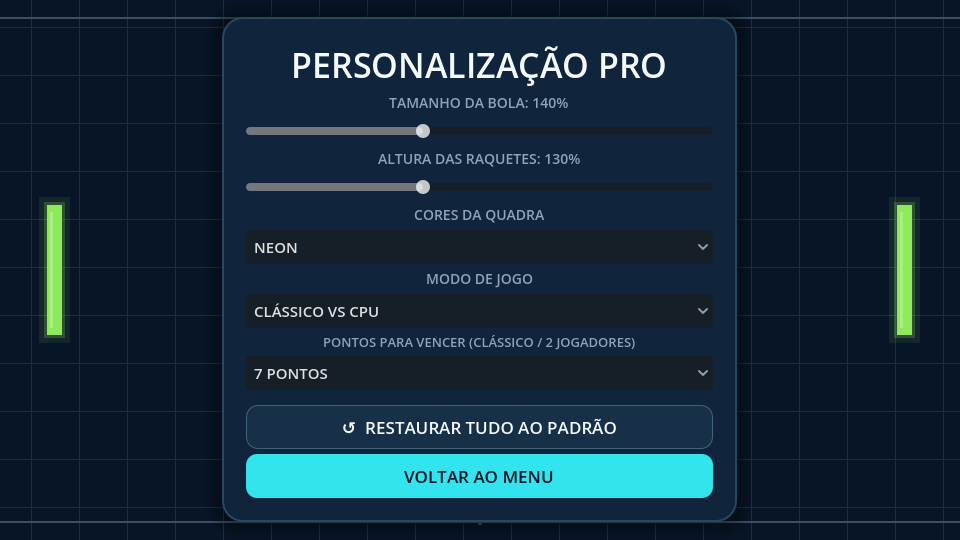 PERSONALIZAÇÃO PRO
TAMANHO DA BOLA: 140%
ALTURA DAS RAQUETES: 130%
CORES DA QUADRA
NEON
MODO DE JOGO
CLÁSSICO VS CPU
PONTOS PARA VENCER (CLÁSSICO / 2 JOGADORES)
7 PONTOS
↺ RESTAURAR TUDO AO PADRÃO
VOLTAR AO MENU